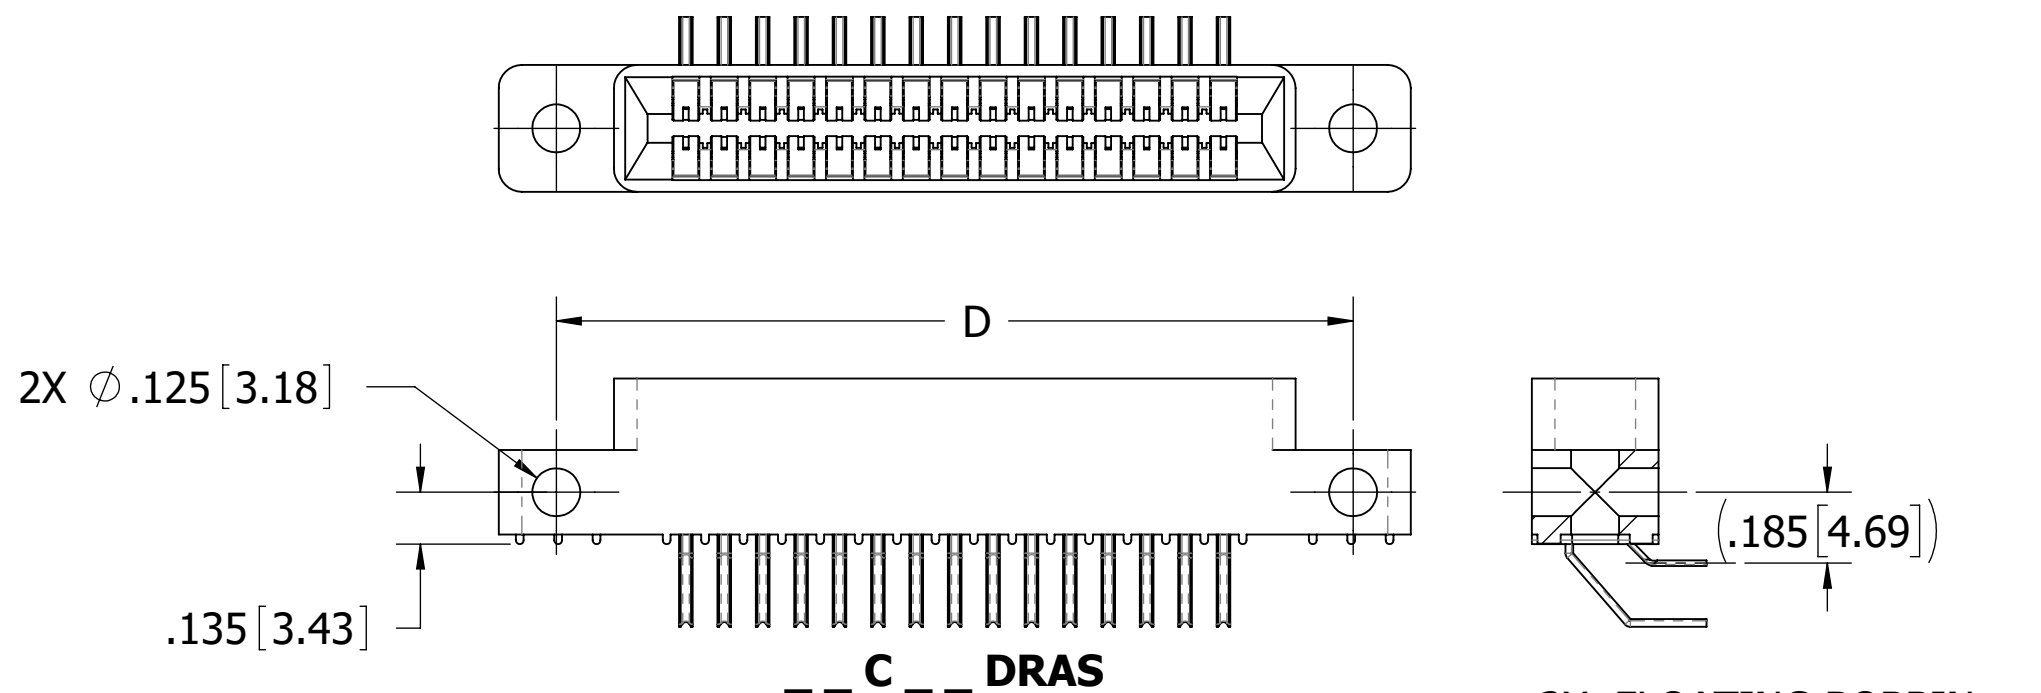 D
2X ⌀.125[3.18]
(.185[4.69])
.135[3.43]
_ _ C _ _ DRAS